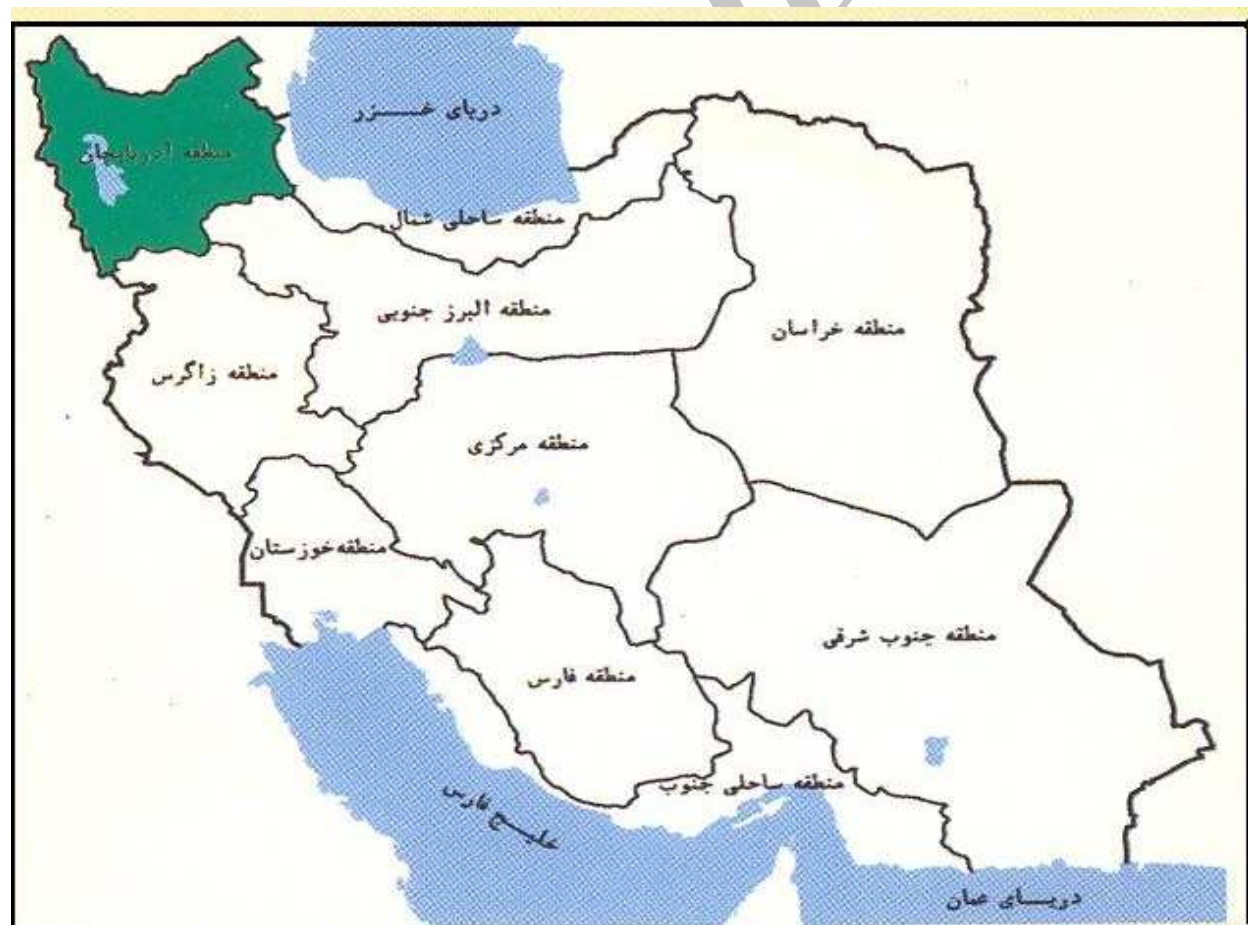 دریای خزر
منطقه آذربایجان
منطقه ساحلی شمال
منطقه البرز جنوبی
منطقه خراسان
منطقه زاگرس
منطقه مرکزی
منطقه خوزستان
منطقه جنوب شرقی
منطقه فارس
منطقه ساحلی جنوب
خلیج فارس
دریای عمان